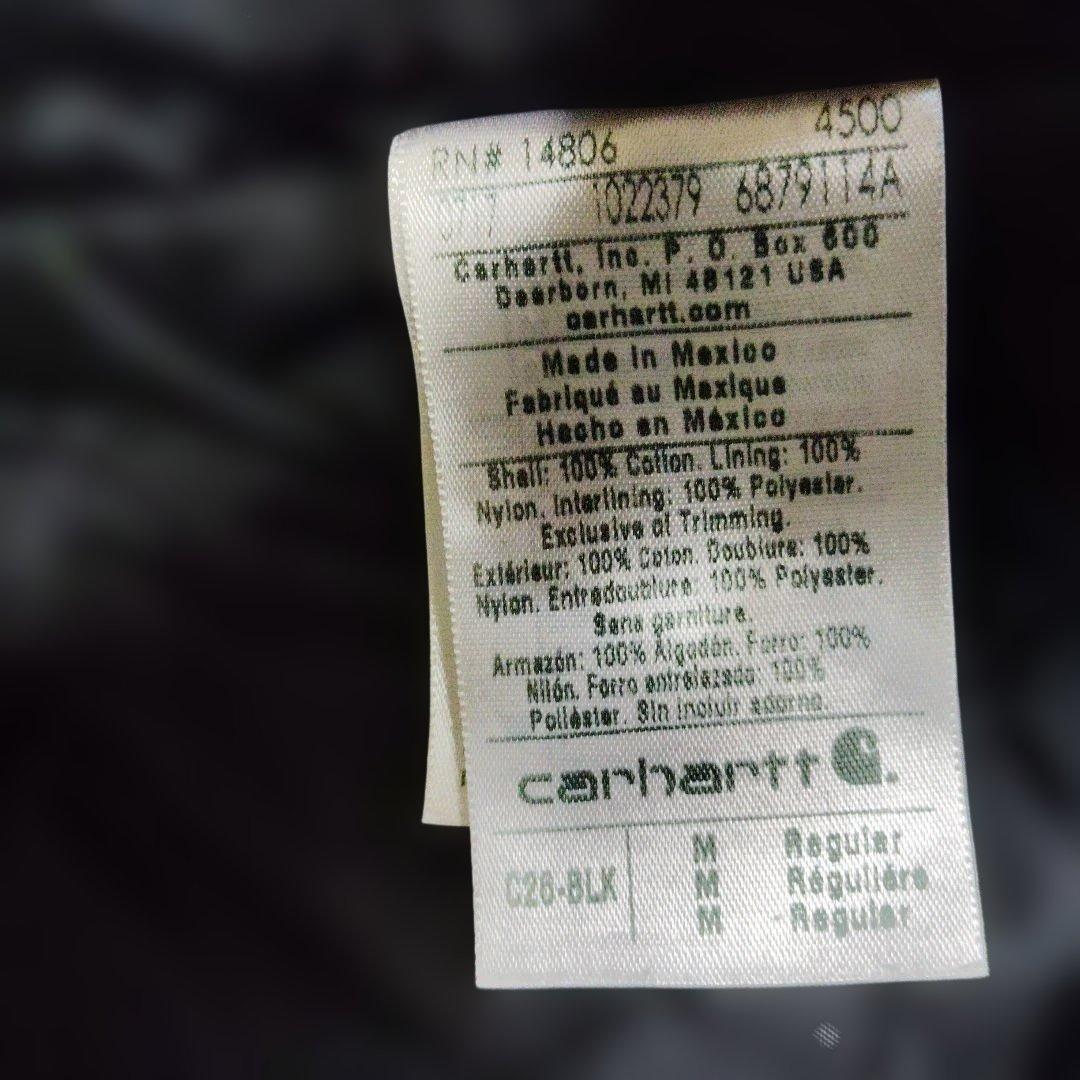 RN# 14806 4500
1022379 6879114A
Carhartt, Inc. P. O. Box 600
Dearborn, MI 48121 USA
carhartt.com
Made in Mexico
Fabriqué au Mexique
Hecho en México
Shell: 100% Cotton. Lining: 100%
Nylon. Interlining: 100% Polyester.
Exclusive of Trimming.
Extérieur: 100% Coton. Doublure: 100%
Nylon. Entredoublure: 100% Polyester.
Sans garniture.
Armazón: 100% Algodón. Forro: 100%
Nilón. Forro entrelazado: 100%
Poliéster. Sin incluir adorno.
carhartt
C26-BLK M Regular
M Régulière
M - Regular